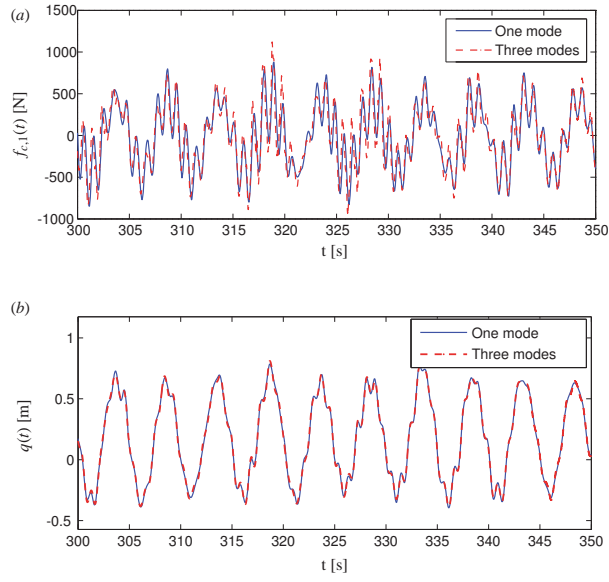 (a)
1500
1000
500
0
-500
-1000
f_{c,1}(t) [N]
One mode
Three modes
300 305 310 315 320 325 330 335 340 345 350
t [s]
(b)
1
0.5
0
-0.5
q(t) [m]
One mode
Three modes
300 305 310 315 320 325 330 335 340 345 350
t [s]